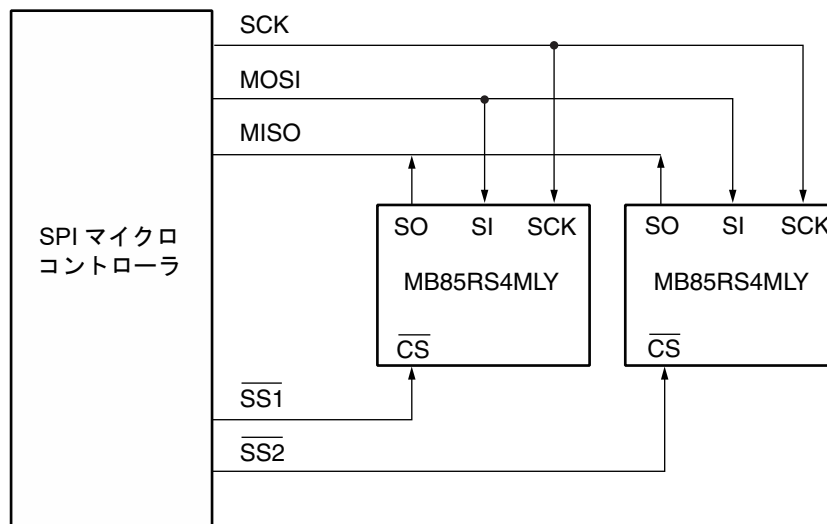 SCK
MOSI
MISO
SPI マイクロ
コントローラ
SO SI SCK
MB85RS4MLY
CS
SO SI SCK
MB85RS4MLY
CS
SS1
SS2